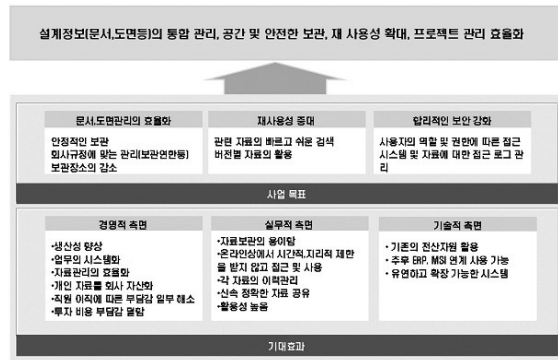 설계정보(문서,도면등)의 통합 관리, 공간 및 안전한 보관, 재 사용성 확대, 프로젝트 관리 효율화
문서,도면관리의 효율화
안정적인 보관
회사규정에 맞는 관리(보관연한등)
보관장소의 감소
재사용성 증대
관련 자료의 빠르고 쉬운 검색
버전별 자료의 활용
합리적인 보안 강화
사용자의 역할 및 권한에 따른 접근
시스템 및 자료에 대한 접근 로그 관
리
사업 목표
경영적 측면
•생산성 향상
•업무의 시스템화
•자료관리의 효율화
•개인 자료를 회사 자산화
•직원 이직에 따른 부담감 일부 해소
•투자 비용 부담감 덜함
실무적 측면
•자료보관의 용이함
•온라인상에서 시간적,지리적 제한
을 받지 않고 접근 및 사용
•각 자료의 이력관리
•신속 정확한 자료 공유
•활용성 높음
기술적 측면
•기존의 전산자원 활용
•추후 ERP, MSI 연계 사용 가능
•유연하고 확장 가능한 시스템
기대효과